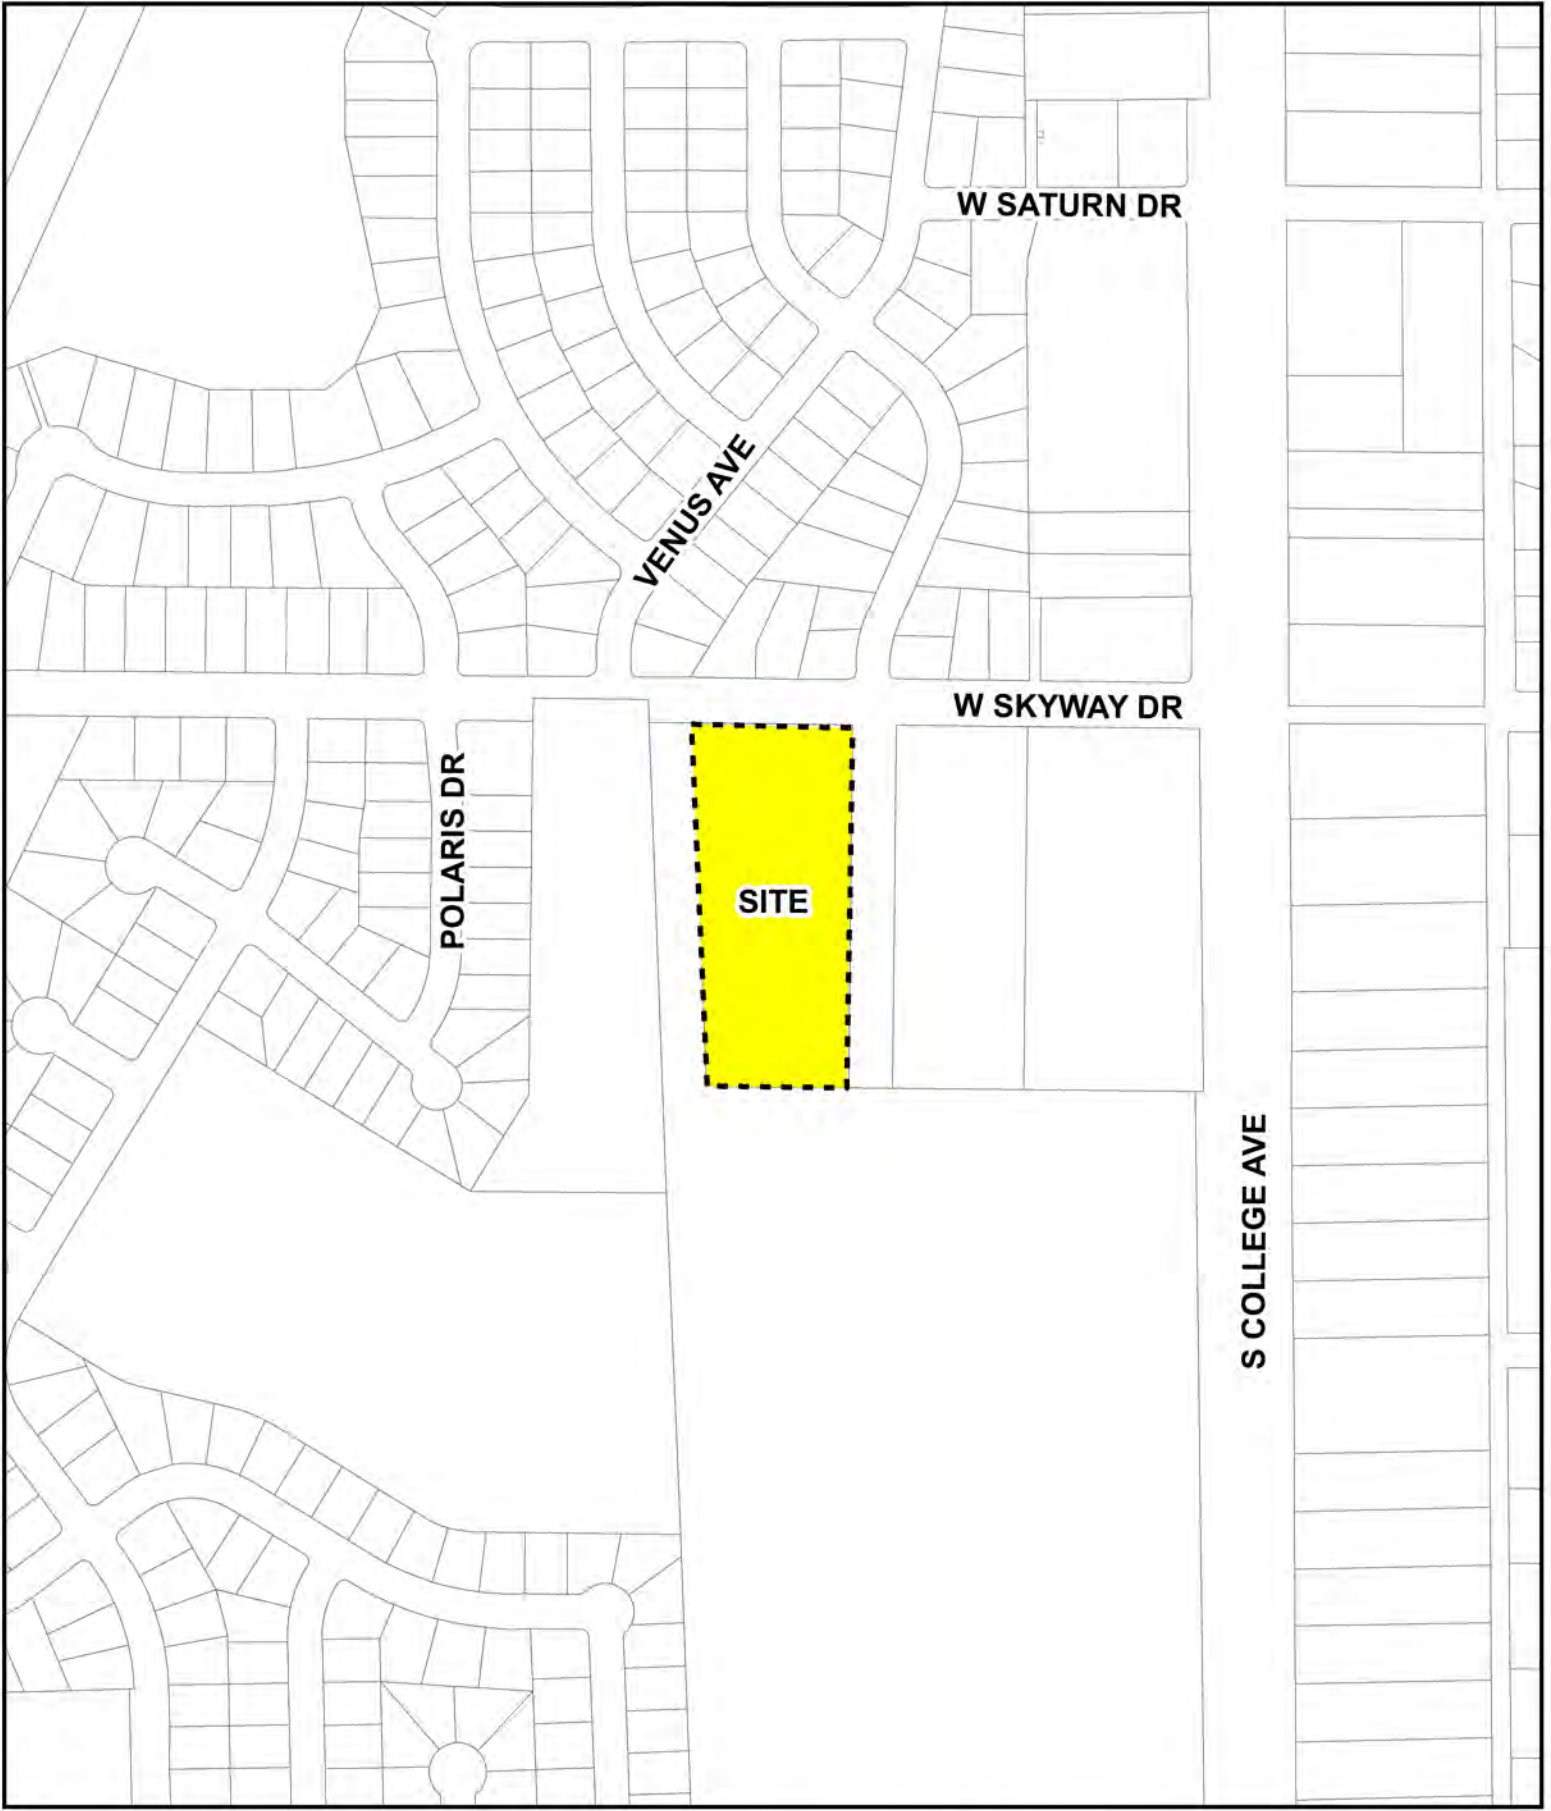 W SATURN DR
VENUS AVE
W SKYWAY DR
POLARIS DR
SITE
S COLLEGE AVE